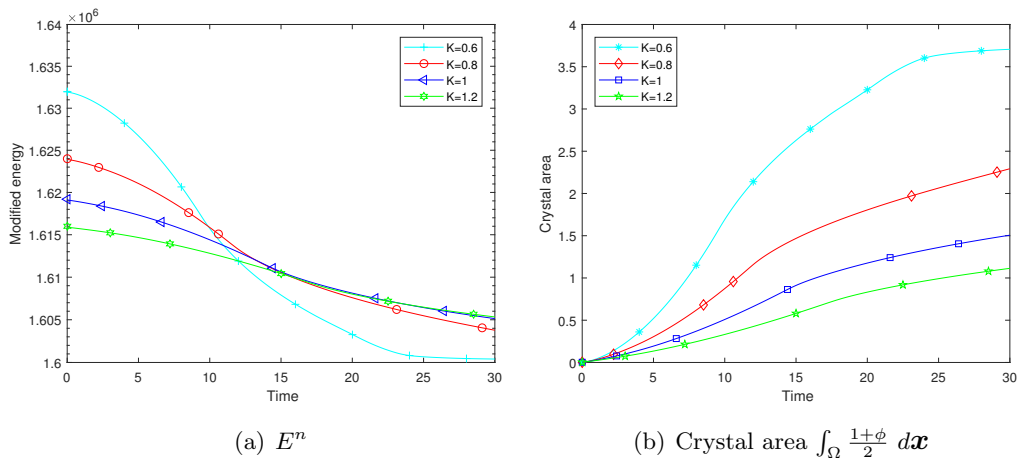 ×10⁶
1.64
1.635
1.63
1.625
1.62
1.615
1.61
1.605
1.6
Modified energy
0 5 10 15 20 25 30
Time
K=0.6
K=0.8
K=1
K=1.2
(a) Eⁿ
4
3.5
3
2.5
2
1.5
1
0.5
0
Crystal area
0 5 10 15 20 25 30
Time
K=0.6
K=0.8
K=1
K=1.2
(b) Crystal area ∫_Ω (1+ϕ)/2 d𝒙